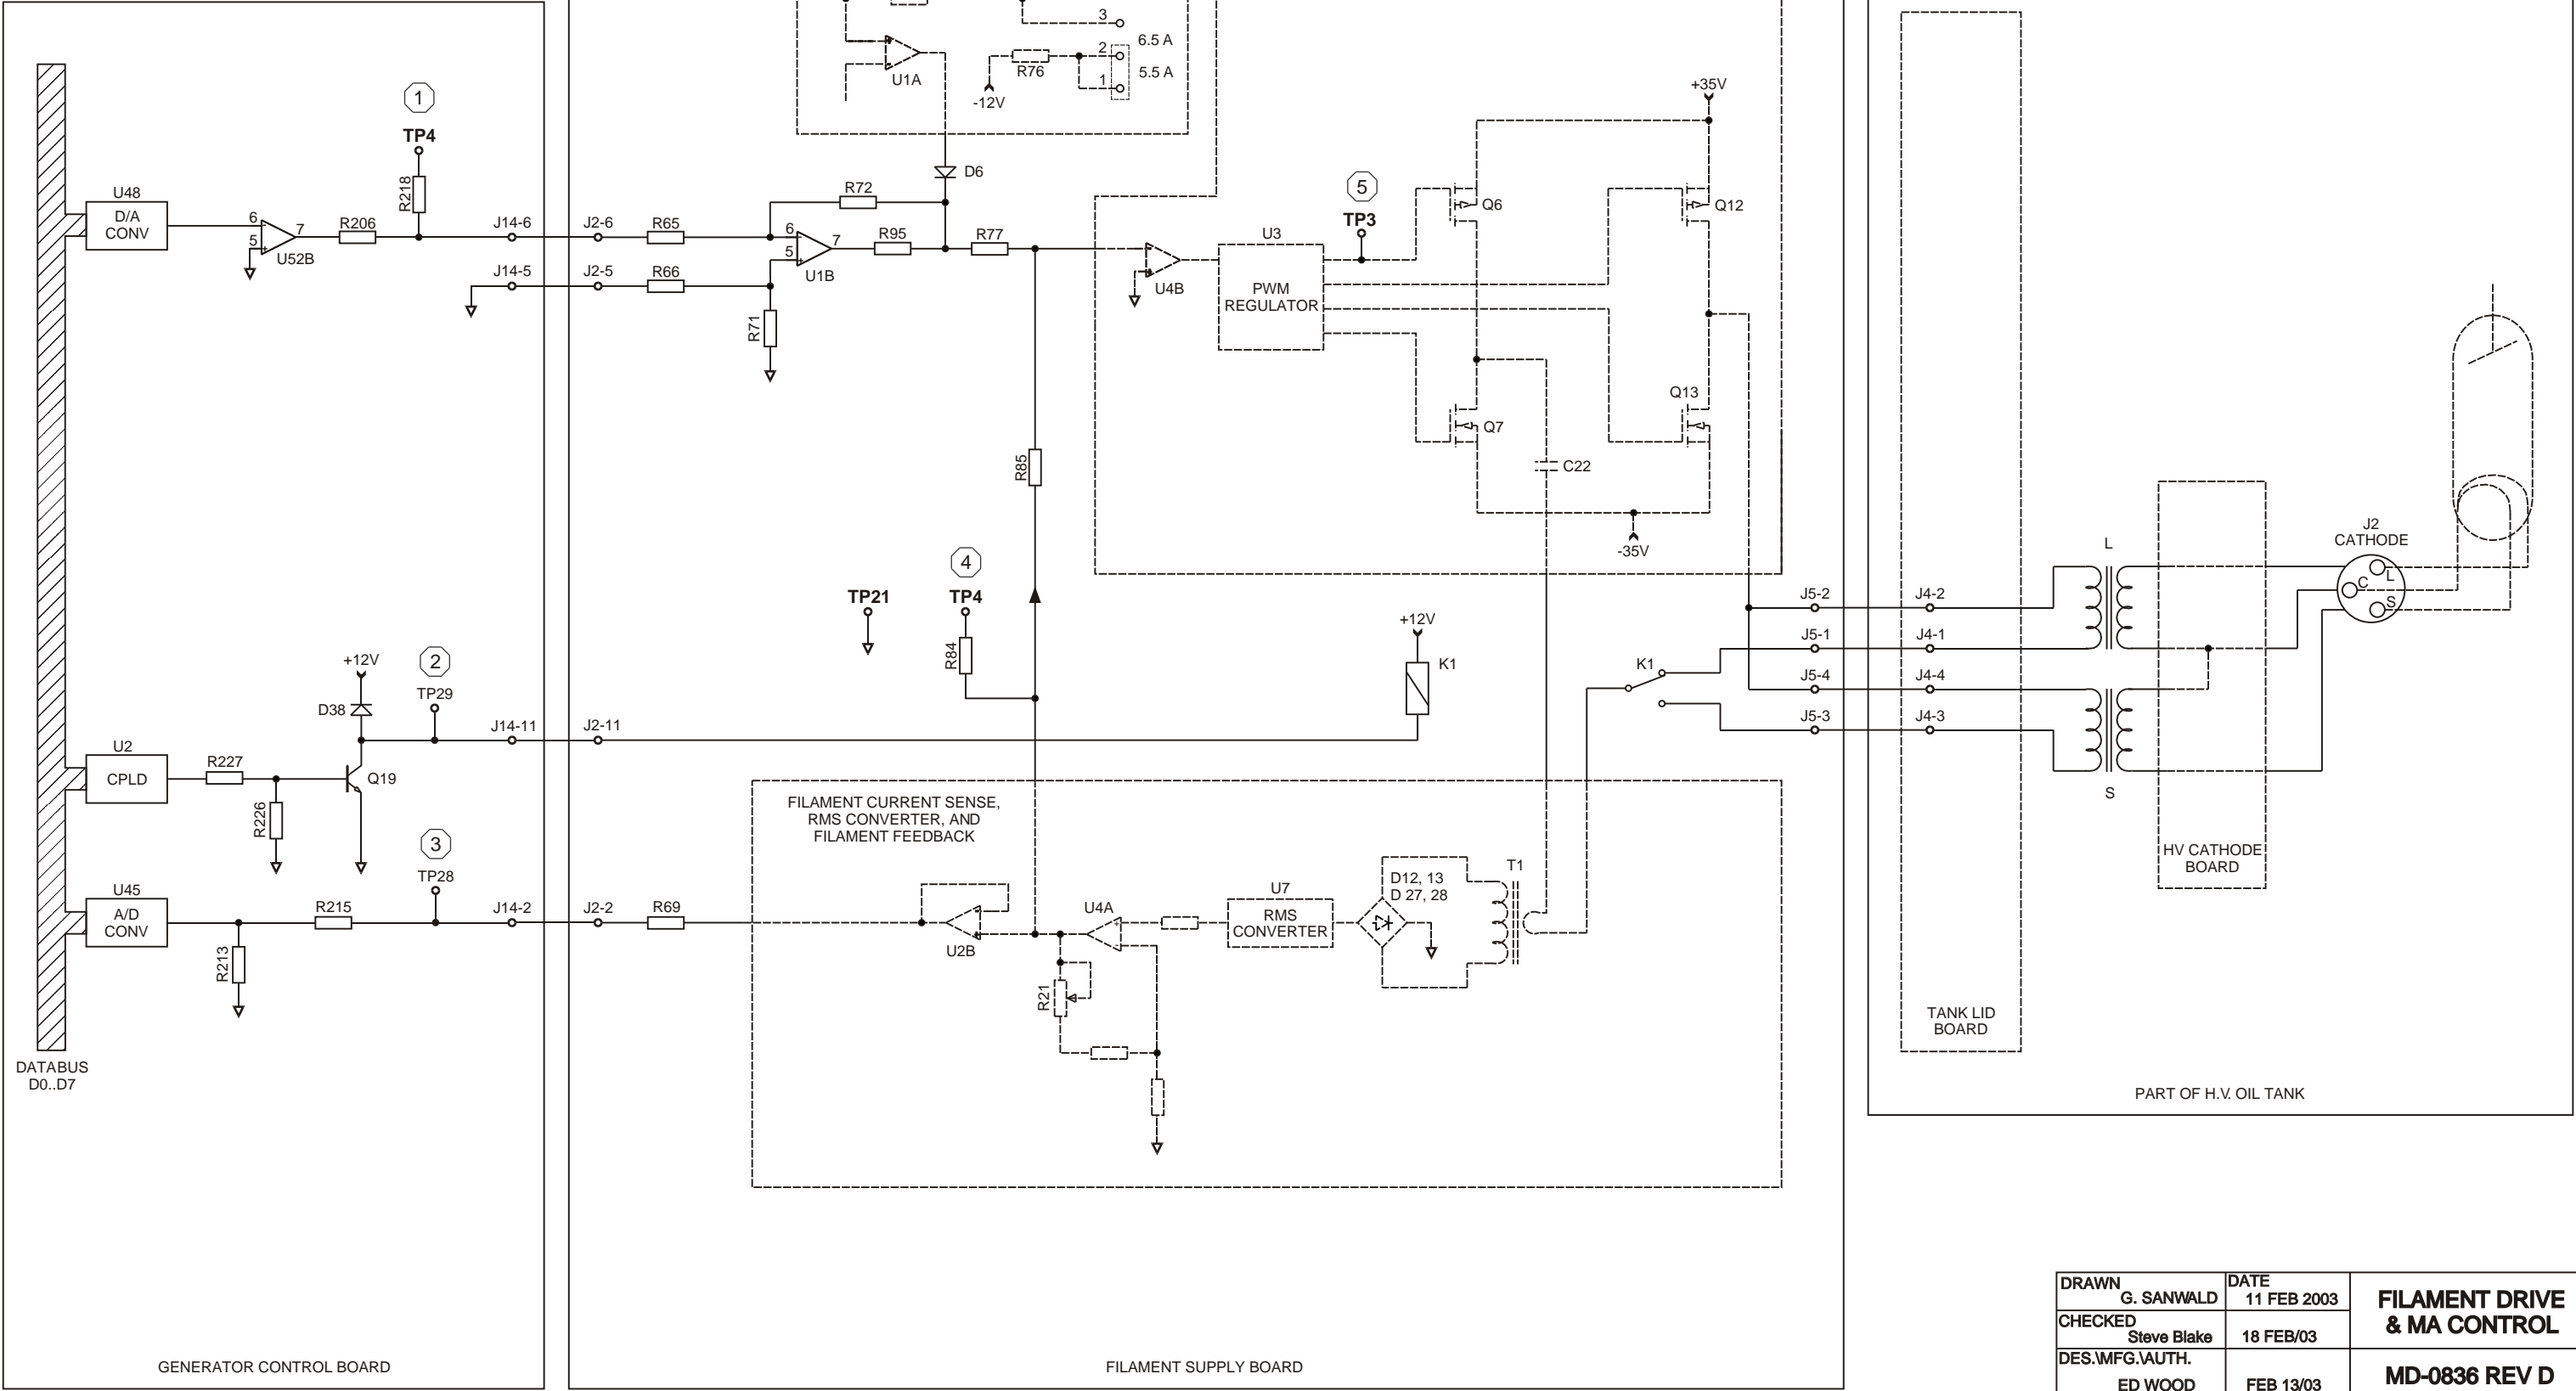 3
6.5 A
2
5.5 A
1
R76
-12V
U1A
+35V
1
TP4
R218
U48
D/A
CONV
6
5
7
U52B
R206
J14-6
J2-6
R65
R72
D6
6
5
7
U1B
R95
R77
J14-5
J2-5
R66
R71
U4B
U3
PWM
REGULATOR
5
TP3
Q6
Q12
Q7
Q13
C22
-35V
R85
4
TP21
TP4
R84
+12V
K1
K1
J5-2
J4-2
J5-1
J4-1
J5-4
J4-4
J5-3
J4-3
L
S
J2
CATHODE
L
C
S
HV CATHODE
BOARD
TANK LID
BOARD
PART OF H.V. OIL TANK
+12V
2
TP29
D38
J14-11
J2-11
U2
CPLD
R227
R226
Q19
3
TP28
U45
A/D
CONV
R215
R213
J14-2
J2-2
R69
FILAMENT CURRENT SENSE,
RMS CONVERTER, AND
FILAMENT FEEDBACK
U2B
U4A
R21
U7
RMS
CONVERTER
D12, 13
D 27, 28
T1
DATABUS
D0..D7
GENERATOR CONTROL BOARD
FILAMENT SUPPLY BOARD
DRAWN
G. SANWALD
DATE
11 FEB 2003
FILAMENT DRIVE
& MA CONTROL
CHECKED
Steve Blake
18 FEB/03
DES.\MFG.\AUTH.
ED WOOD
FEB 13/03
MD-0836 REV D